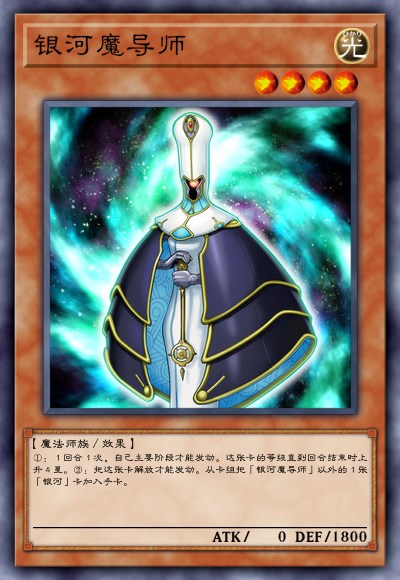 银河魔导师
光
ひかり
【魔法师族／效果】
①：1回合1次，自己主要阶段才能发动。这张卡的等级直到回合结束时上
升4星。②：把这张卡解放才能发动。从卡组把「银河魔导师」以外的1张
「银河」卡加入手卡。
ATK/ 0 DEF/1800